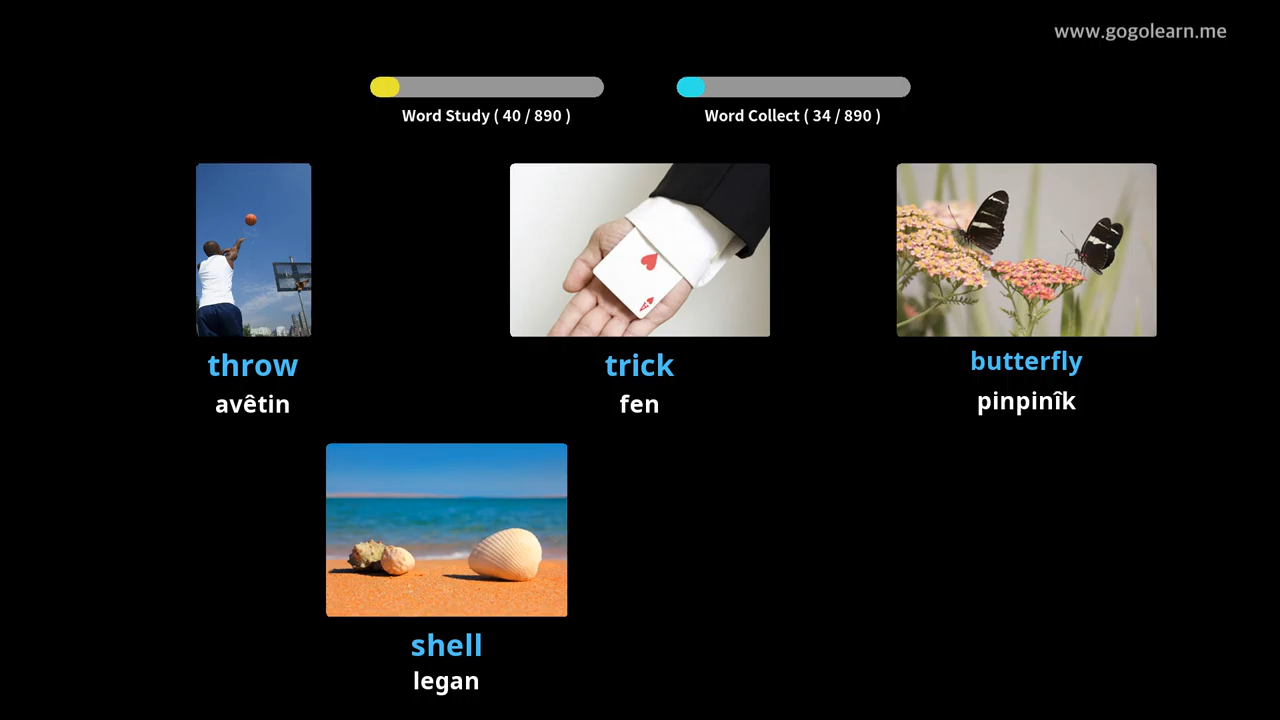 www.gogolearn.me
Word Study ( 40 / 890 )
Word Collect ( 34 / 890 )
throw
avêtin
trick
fen
butterfly
pinpinîk
shell
legan